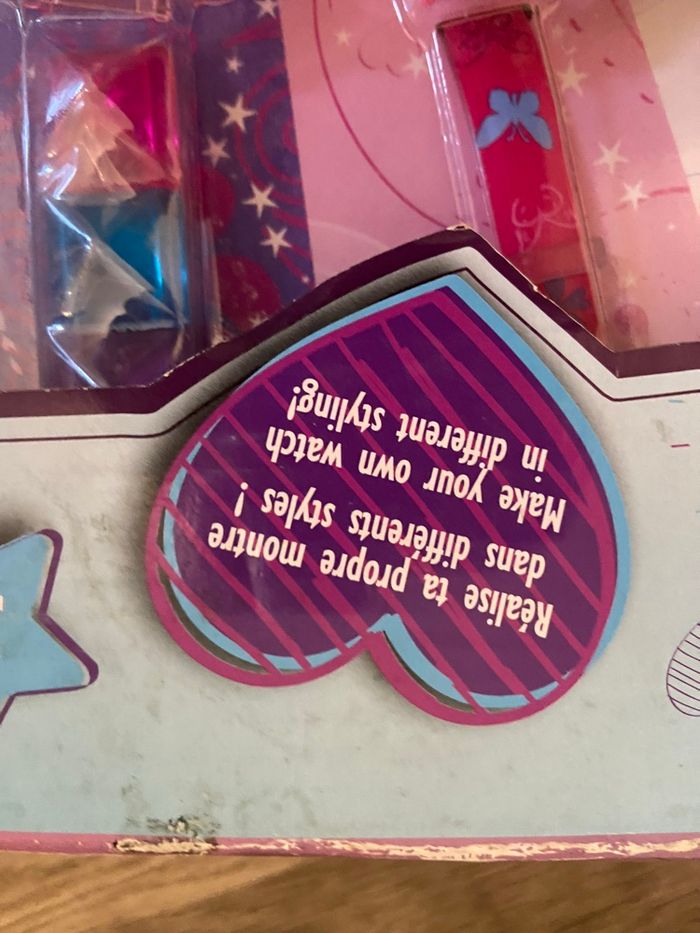 Réalise ta propre montre
dans différents styles !
Make your own watch
in different styling!